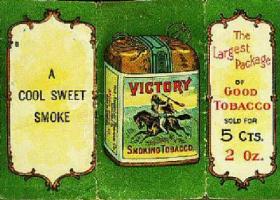 A
COOL SWEET
SMOKE
VICTORY
SMOKING TOBACCO.
The
Largest
Package
OF
GOOD
TOBACCO
SOLD FOR
5 CTS.
2 Oz.